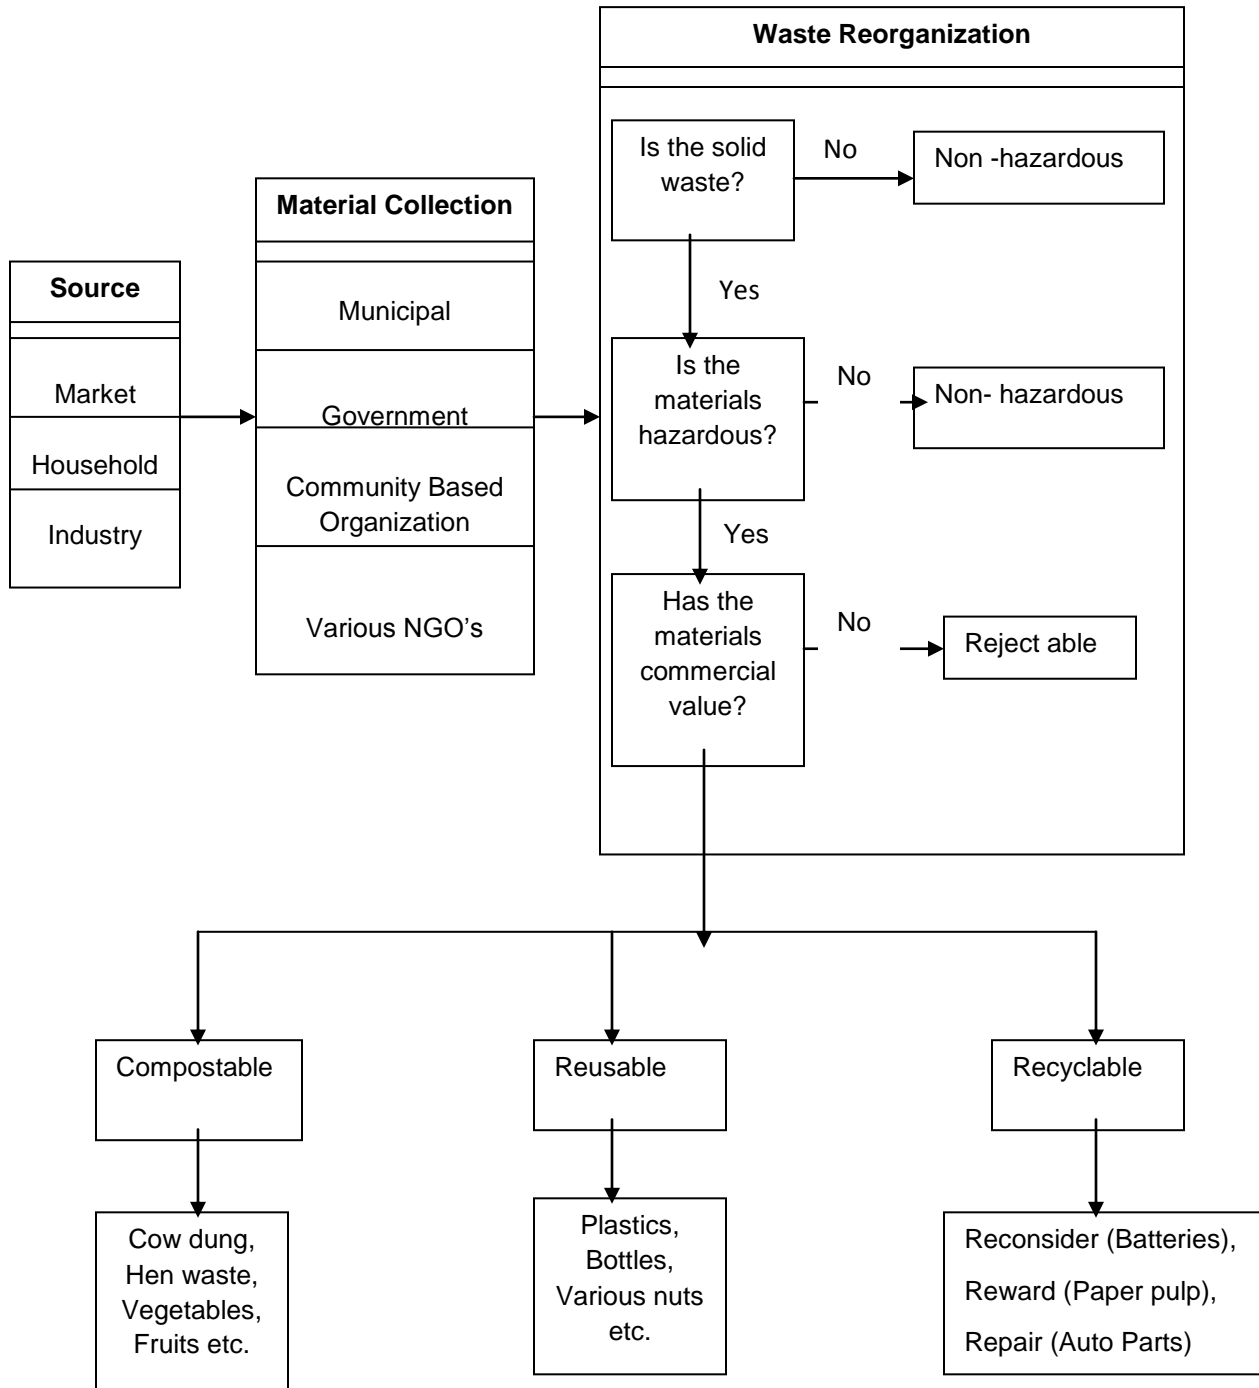 Source
Market
Household
Industry
Material Collection
Municipal
Government
Community Based
Organization
Various NGO’s
Waste Reorganization
Is the solid
waste?
No
Non -hazardous
Yes
Is the
materials
hazardous?
No
Non- hazardous
Yes
Has the
materials
commercial
value?
No
Reject able
Compostable
Reusable
Recyclable
Cow dung,
Hen waste,
Vegetables,
Fruits etc.
Plastics,
Bottles,
Various nuts
etc.
Reconsider (Batteries),
Reward (Paper pulp),
Repair (Auto Parts)